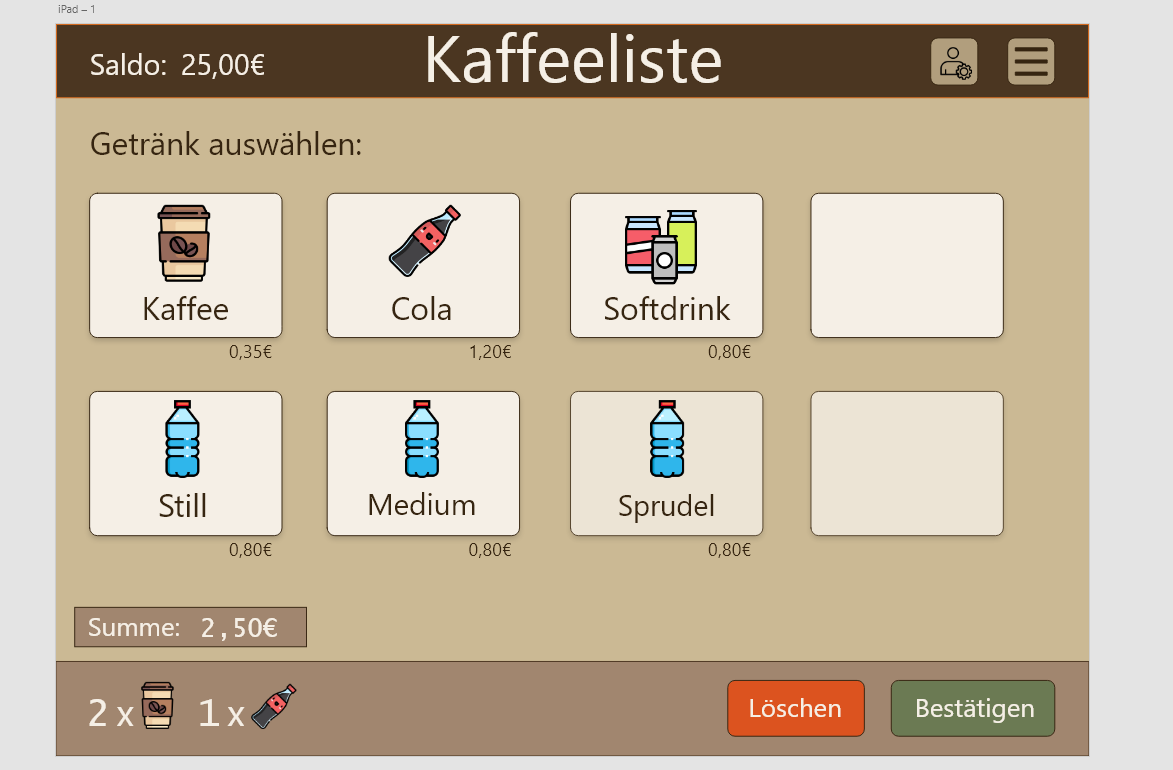 iPad – 1
Saldo: 25,00€
Kaffeeliste
Getränk auswählen:
Kaffee
Cola
Softdrink
0,35€
1,20€
0,80€
Still
Medium
Sprudel
0,80€
0,80€
0,80€
Summe: 2,50€
2 x
1 x
Löschen
Bestätigen